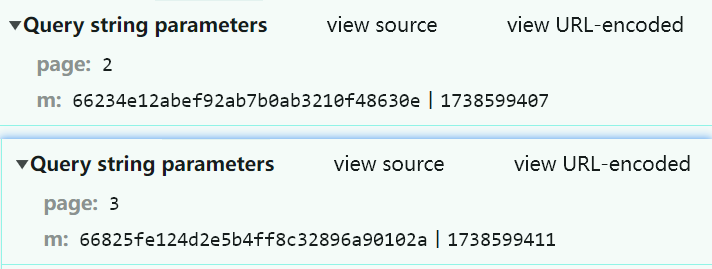 ▼Query string parameters view source view URL-encoded
page: 2
m: 66234e12abef92ab7b0ab3210f48630e|1738599407
▼Query string parameters view source view URL-encoded
page: 3
m: 66825fe124d2e5b4ff8c32896a90102a|1738599411